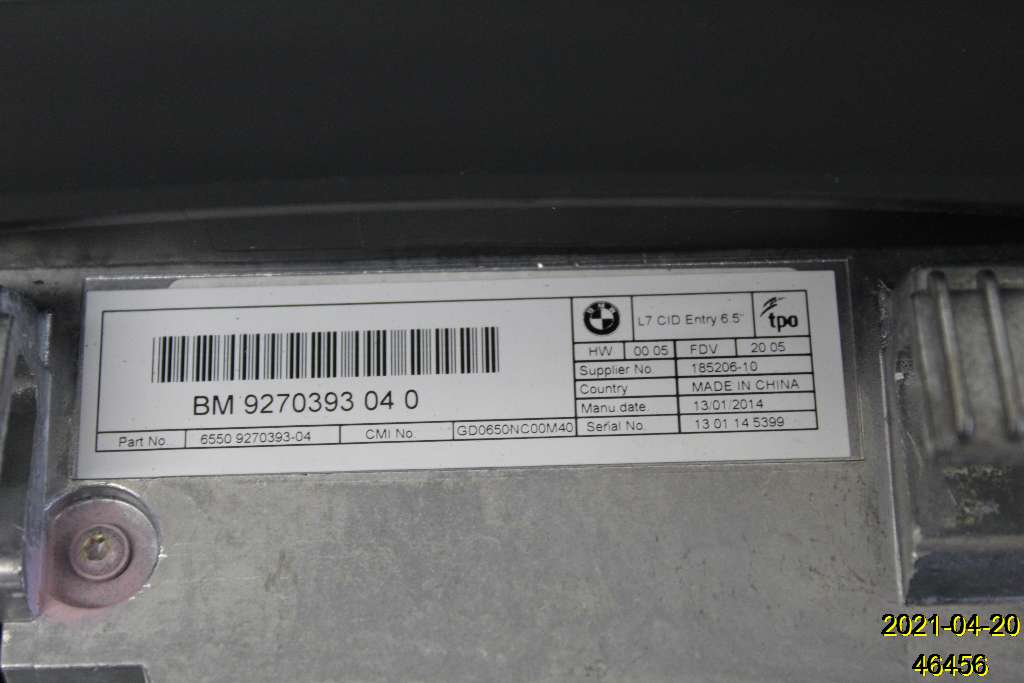 BMW
L7 CID Entry 6.5"
tpo
HW 00 05 FDV 20 05
Supplier No. 185206-10
Country MADE IN CHINA
Manu.date. 13/01/2014
Serial No. 13 01 14 5399
BM 9270393 04 0
Part No. 6550 9270393-04 CMI No. GD0650NC00M40
2021-04-20
46456